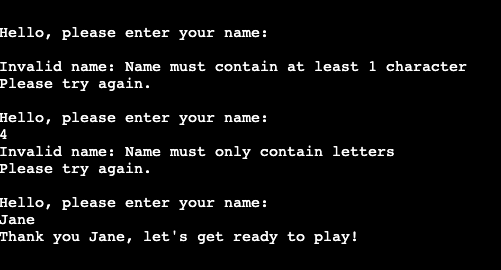 Hello, please enter your name:
Invalid name: Name must contain at least 1 character
Please try again.
Hello, please enter your name:
4
Invalid name: Name must only contain letters
Please try again.
Hello, please enter your name:
Jane
Thank you Jane, let's get ready to play!